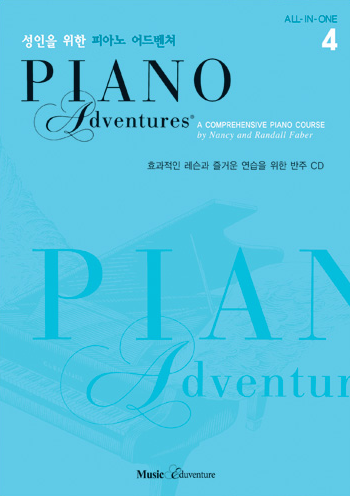 ALL-IN-ONE
4
성인을 위한 피아노 어드벤쳐
PIANO
Adventures®
A COMPREHENSIVE PIANO COURSE
by Nancy and Randall Faber
효과적인 레슨과 즐거운 연습을 위한 반주 CD
PIAN
Adventur
Music Eduventure